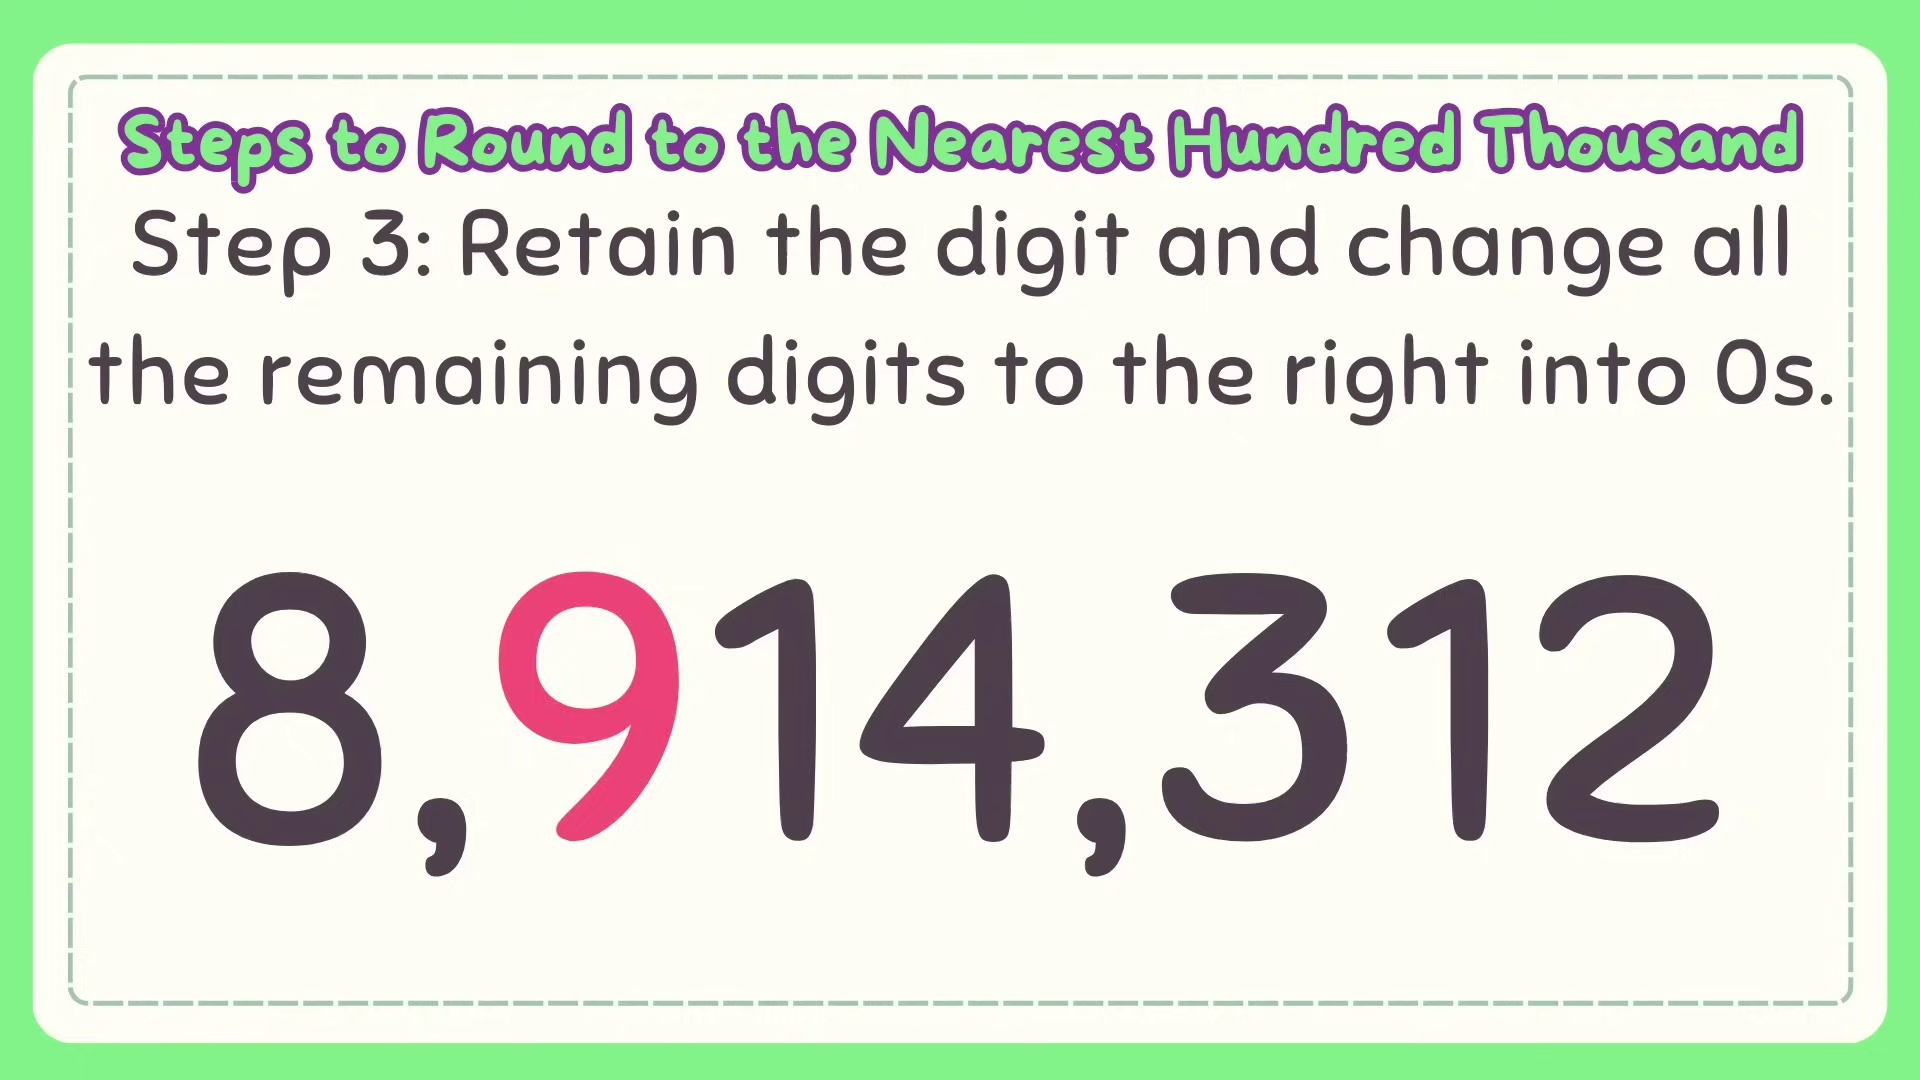 Steps to Round to the Nearest Hundred Thousand
Step 3: Retain the digit and change all
the remaining digits to the right into 0s.
8,914,312